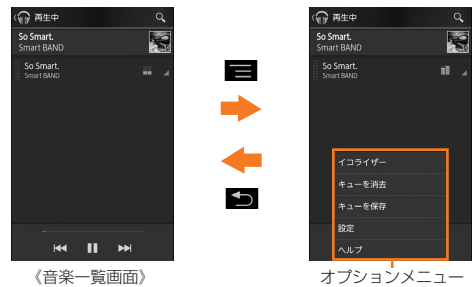 再生中
So Smart.
Smart BAND
So Smart.
Smart BAND
《音楽一覧画面》
再生中
So Smart.
Smart BAND
So Smart.
Smart BAND
イコライザー
キューを消去
キューを保存
設定
ヘルプ
オプションメニュー